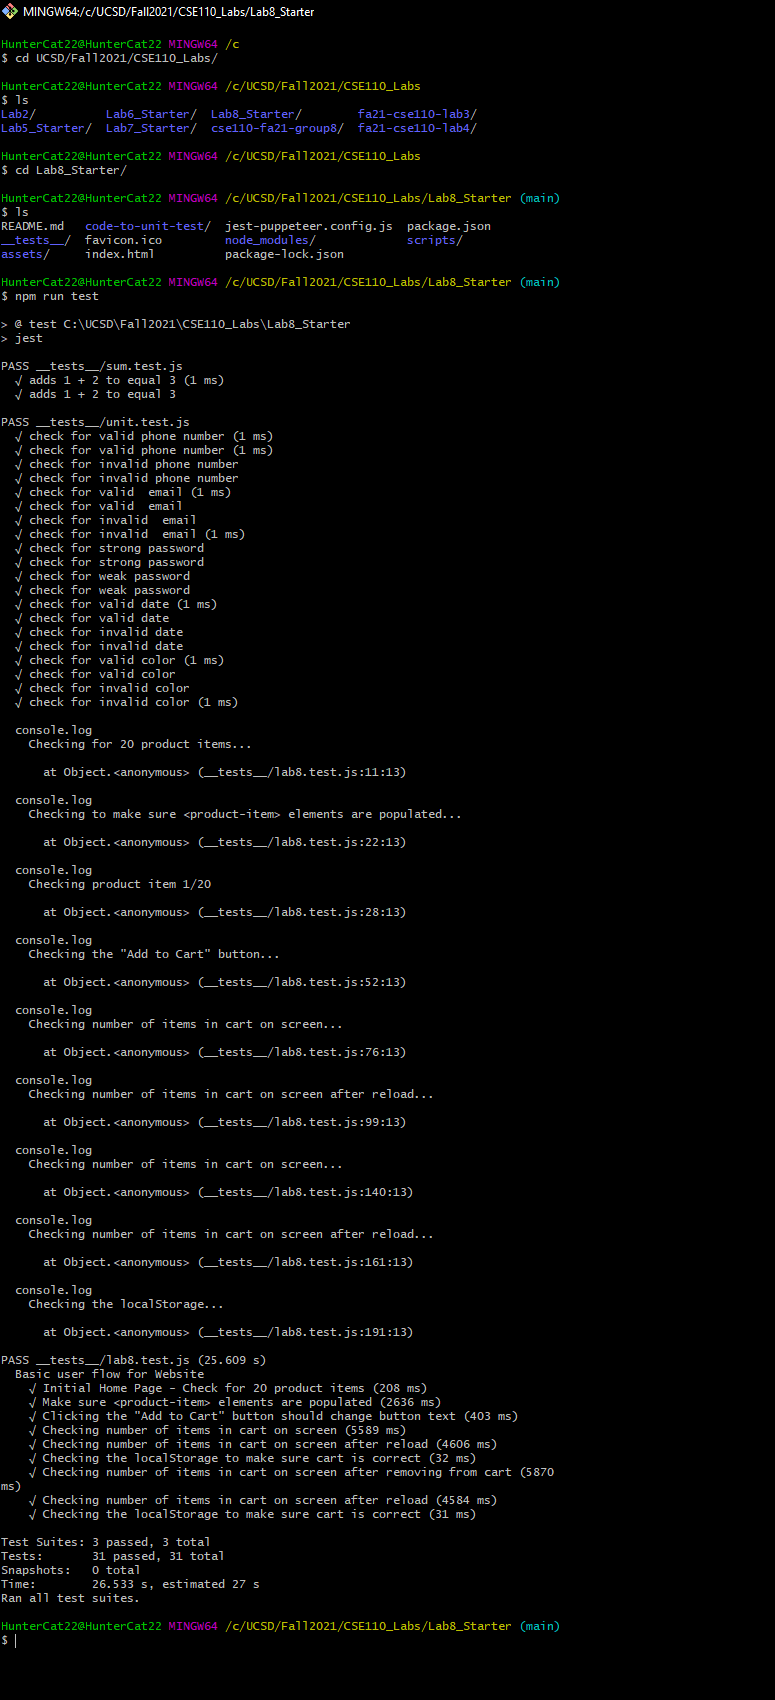 MINGW64:/c/UCSD/Fall2021/CSE110_Labs/Lab8_Starter
HunterCat22@HunterCat22 MINGW64 /c
$ cd UCSD/Fall2021/CSE110_Labs/
HunterCat22@HunterCat22 MINGW64 /c/UCSD/Fall2021/CSE110_Labs
$ ls
Lab2/          Lab6_Starter/  Lab8_Starter/        fa21-cse110-lab3/
Lab5_Starter/  Lab7_Starter/  cse110-fa21-group8/  fa21-cse110-lab4/
HunterCat22@HunterCat22 MINGW64 /c/UCSD/Fall2021/CSE110_Labs
$ cd Lab8_Starter/
HunterCat22@HunterCat22 MINGW64 /c/UCSD/Fall2021/CSE110_Labs/Lab8_Starter (main)
$ ls
README.md   code-to-unit-test/  jest-puppeteer.config.js  package.json
__tests__/  favicon.ico         node_modules/             scripts/
assets/     index.html          package-lock.json
HunterCat22@HunterCat22 MINGW64 /c/UCSD/Fall2021/CSE110_Labs/Lab8_Starter (main)
$ npm run test
> @ test C:\UCSD\Fall2021\CSE110_Labs\Lab8_Starter
> jest
PASS __tests__/sum.test.js
√ adds 1 + 2 to equal 3 (1 ms)
√ adds 1 + 2 to equal 3
PASS __tests__/unit.test.js
√ check for valid phone number (1 ms)
√ check for valid phone number (1 ms)
√ check for invalid phone number
√ check for invalid phone number
√ check for valid  email (1 ms)
√ check for valid  email
√ check for invalid  email
√ check for invalid  email (1 ms)
√ check for strong password
√ check for strong password
√ check for weak password
√ check for weak password
√ check for valid date (1 ms)
√ check for valid date
√ check for invalid date
√ check for invalid date
√ check for valid color (1 ms)
√ check for valid color
√ check for invalid color
√ check for invalid color (1 ms)
console.log
Checking for 20 product items...
at Object.<anonymous> (__tests__/lab8.test.js:11:13)
console.log
Checking to make sure <product-item> elements are populated...
at Object.<anonymous> (__tests__/lab8.test.js:22:13)
console.log
Checking product item 1/20
at Object.<anonymous> (__tests__/lab8.test.js:28:13)
console.log
Checking the "Add to Cart" button...
at Object.<anonymous> (__tests__/lab8.test.js:52:13)
console.log
Checking number of items in cart on screen...
at Object.<anonymous> (__tests__/lab8.test.js:76:13)
console.log
Checking number of items in cart on screen after reload...
at Object.<anonymous> (__tests__/lab8.test.js:99:13)
console.log
Checking number of items in cart on screen...
at Object.<anonymous> (__tests__/lab8.test.js:140:13)
console.log
Checking number of items in cart on screen after reload...
at Object.<anonymous> (__tests__/lab8.test.js:161:13)
console.log
Checking the localStorage...
at Object.<anonymous> (__tests__/lab8.test.js:191:13)
PASS __tests__/lab8.test.js (25.609 s)
Basic user flow for Website
√ Initial Home Page - Check for 20 product items (208 ms)
√ Make sure <product-item> elements are populated (2636 ms)
√ Clicking the "Add to Cart" button should change button text (403 ms)
√ Checking number of items in cart on screen (5589 ms)
√ Checking number of items in cart on screen after reload (4606 ms)
√ Checking the localStorage to make sure cart is correct (32 ms)
√ Checking number of items in cart on screen after removing from cart (5870
ms)
√ Checking number of items in cart on screen after reload (4584 ms)
√ Checking the localStorage to make sure cart is correct (31 ms)
Test Suites: 3 passed, 3 total
Tests:       31 passed, 31 total
Snapshots:   0 total
Time:        26.533 s, estimated 27 s
Ran all test suites.
HunterCat22@HunterCat22 MINGW64 /c/UCSD/Fall2021/CSE110_Labs/Lab8_Starter (main)
$